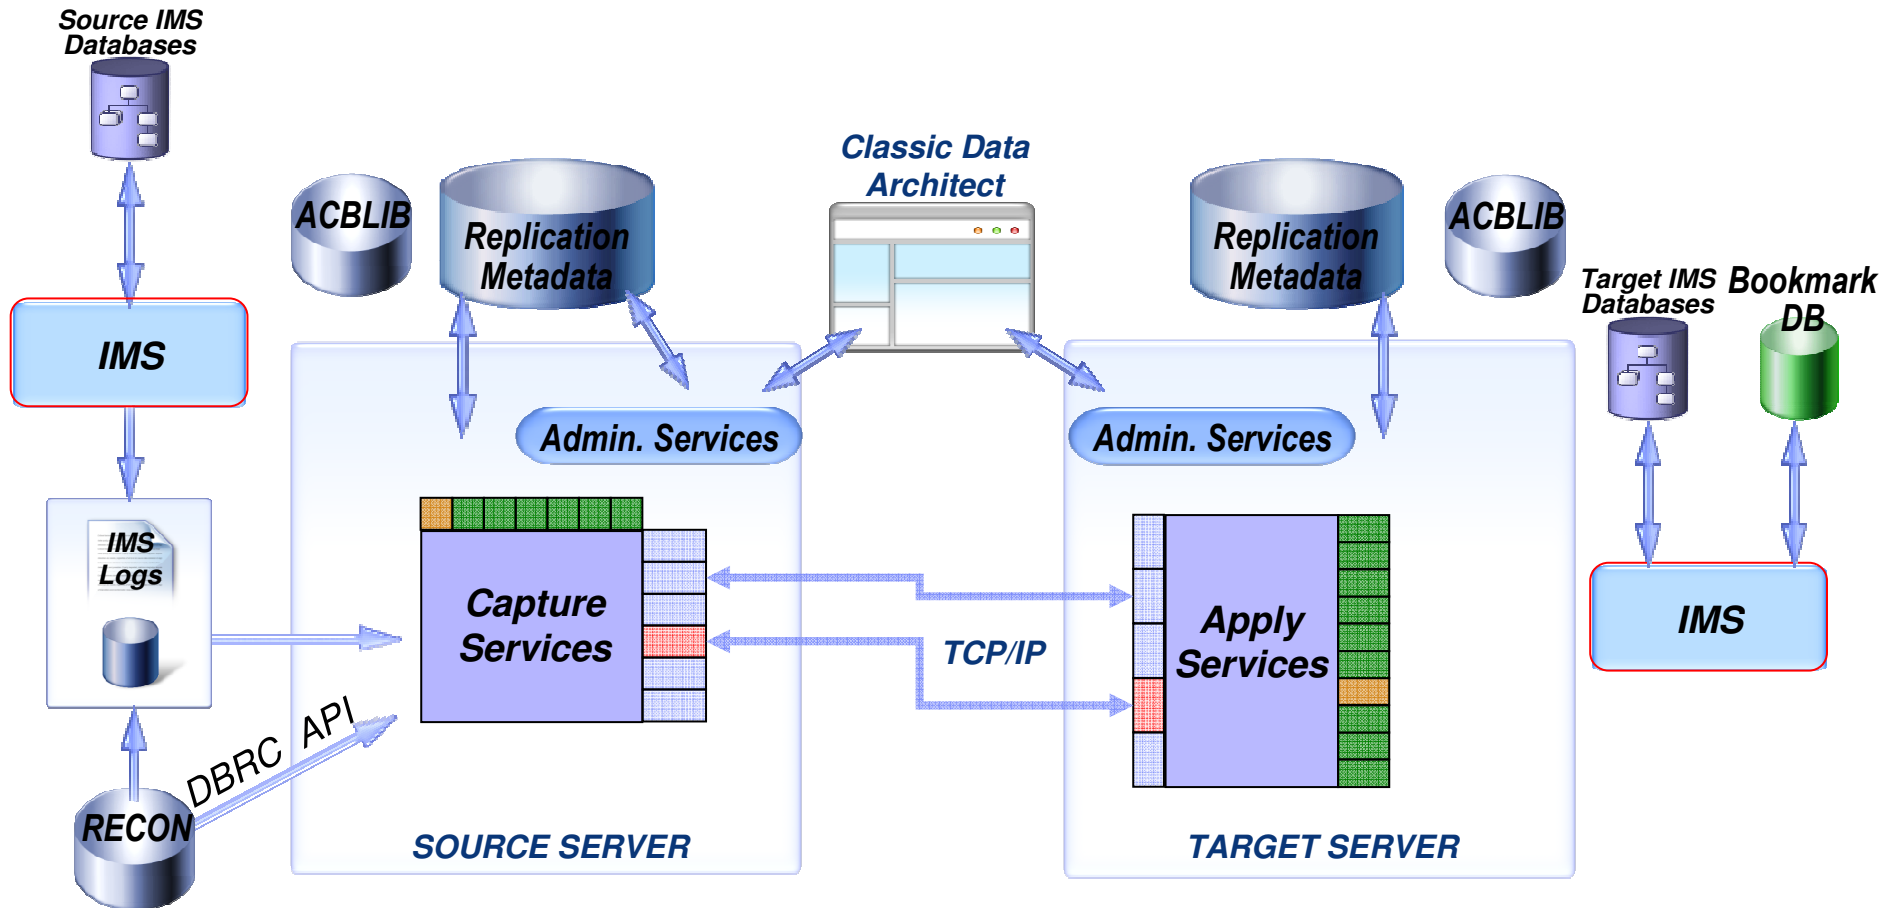 Source IMS
Databases
Classic Data
Architect
ACBLIB
Replication
Metadata
Replication
Metadata
ACBLIB
Target IMS
Databases
Bookmark
DB
IMS
Admin. Services
Admin. Services
IMS
Logs
Capture
Services
TCP/IP
Apply
Services
IMS
DBRC API
RECON
SOURCE SERVER
TARGET SERVER